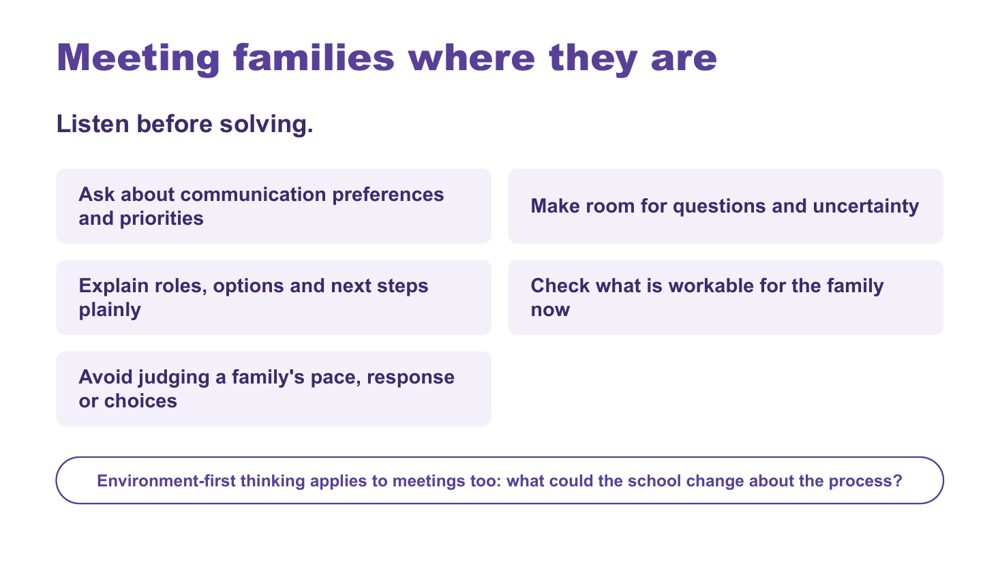 Meeting families where they are
Listen before solving.
Ask about communication preferences
and priorities
Make room for questions and uncertainty
Explain roles, options and next steps
plainly
Check what is workable for the family
now
Avoid judging a family's pace, response
or choices
Environment-first thinking applies to meetings too: what could the school change about the process?